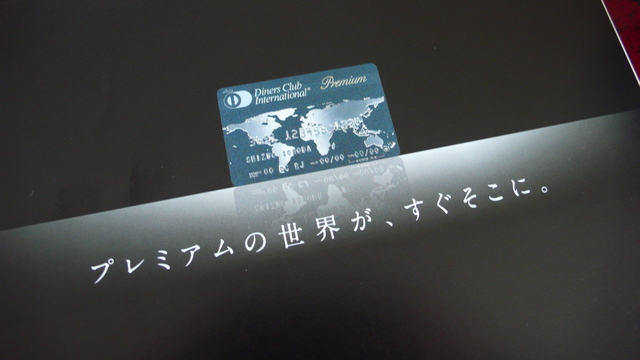 Diners Club
International®
Premium
プレミアムの世界が、すぐそこに。